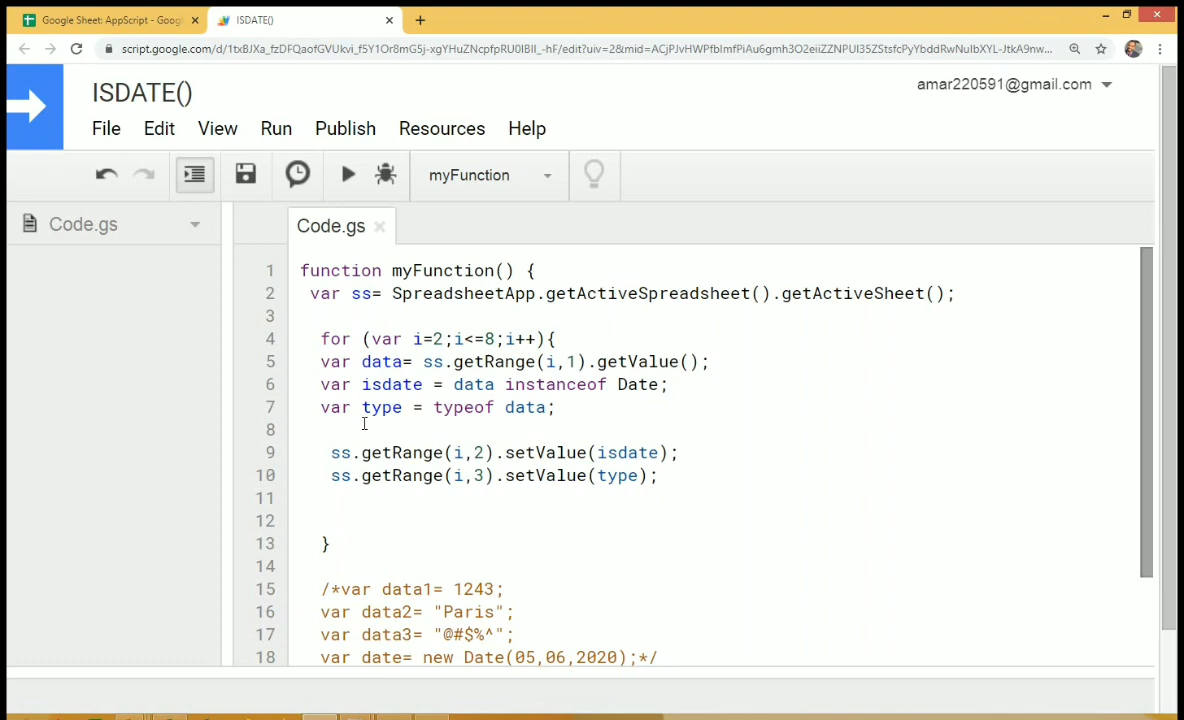 Google Sheet: AppScript - Goog
ISDATE()
script.google.com/d/1txBJXa_fzDFQaofGVUkvi_f5Y1Or8mG5j-xgYHuZNcpfpRU0IBII_-hF/edit?uiv=2&mid=ACjPJvHWPfbImfPiAu6gmh3O2eiiZZNPUI35ZStsfcPyYbddRwNuIbXYL-JtkA9nw...
ISDATE()
amar220591@gmail.com
File Edit View Run Publish Resources Help
myFunction
Code.gs
Code.gs
1 function myFunction() {
2 var ss= SpreadsheetApp.getActiveSpreadsheet().getActiveSheet();
3
4 for (var i=2;i<=8;i++){
5 var data= ss.getRange(i,1).getValue();
6 var isdate = data instanceof Date;
7 var type = typeof data;
8
9 ss.getRange(i,2).setValue(isdate);
10 ss.getRange(i,3).setValue(type);
11
12
13 }
14
15 /*var data1= 1243;
16 var data2= "Paris";
17 var data3= "@#$%^";
18 var date= new Date(05,06,2020);*/